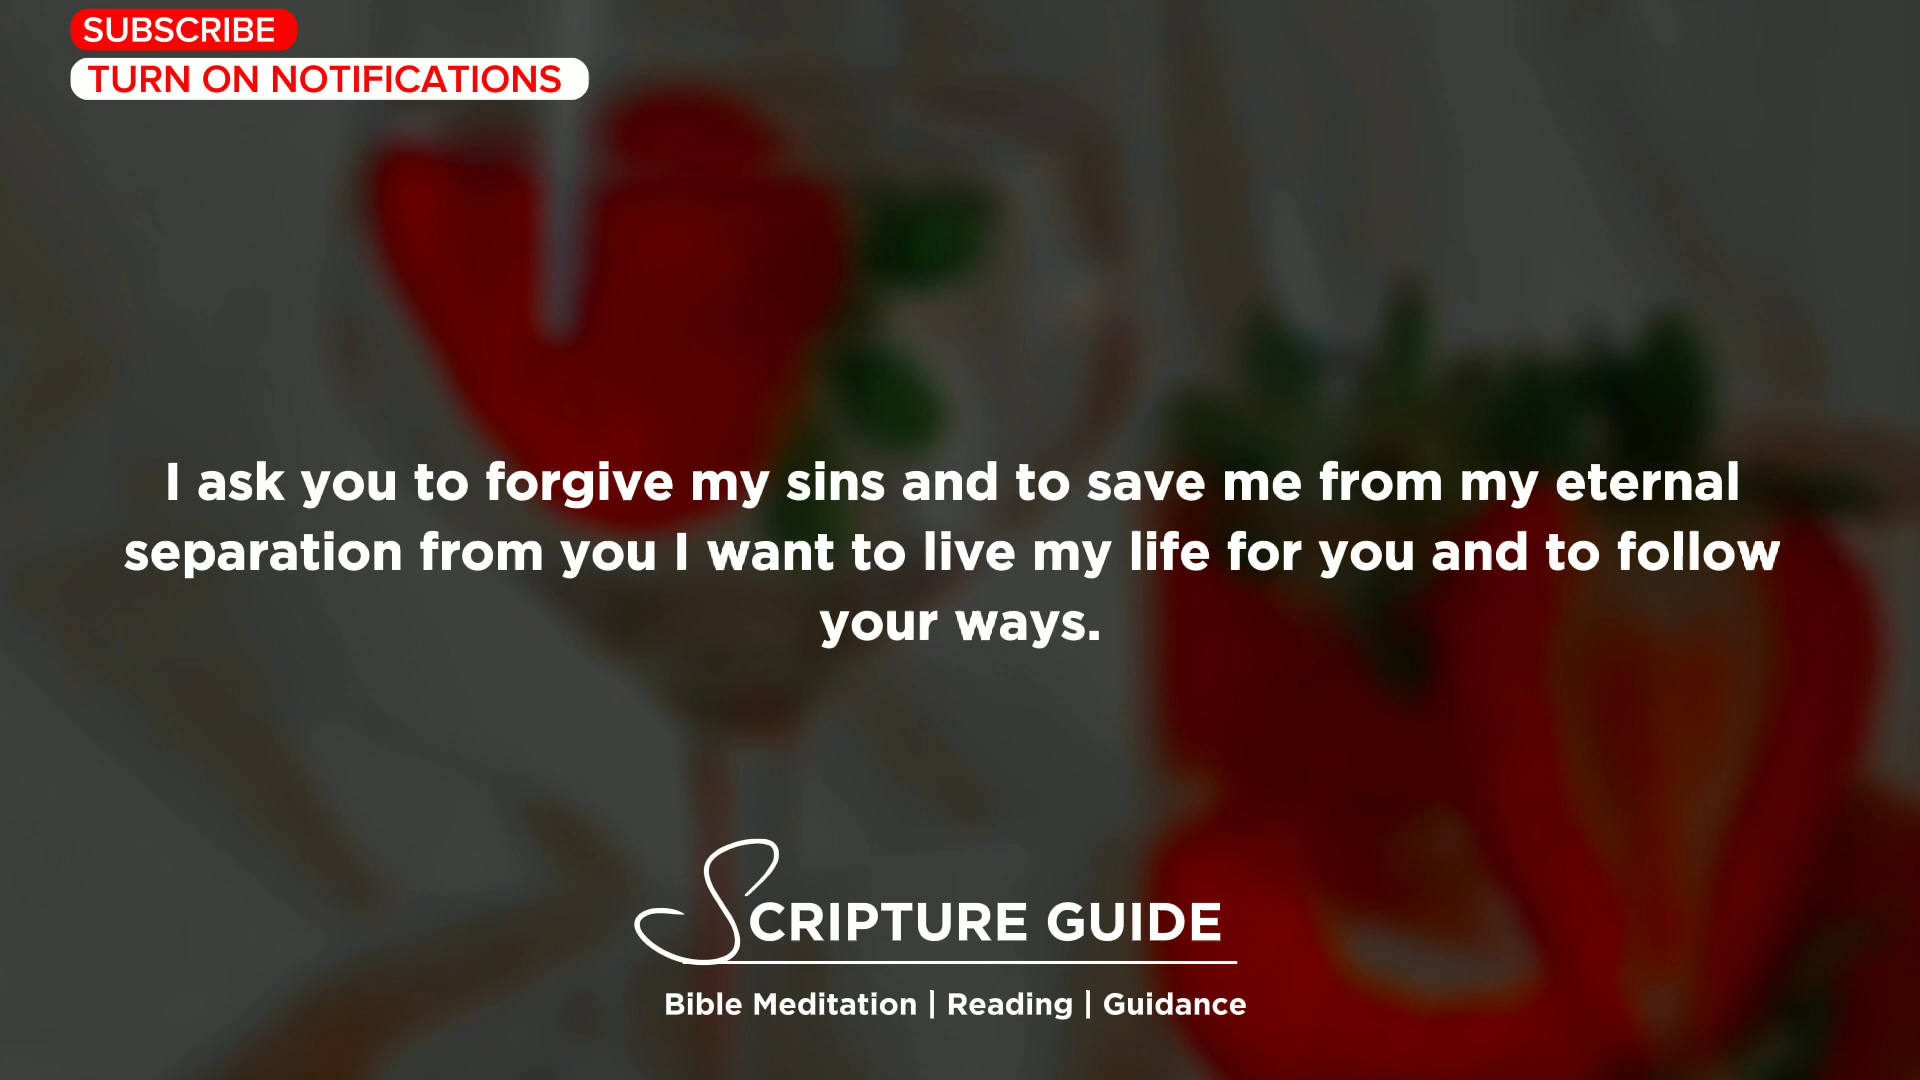 SUBSCRIBE
TURN ON NOTIFICATIONS
I ask you to forgive my sins and to save me from my eternal
separation from you I want to live my life for you and to follow
your ways.
SCRIPTURE GUIDE
Bible Meditation | Reading | Guidance